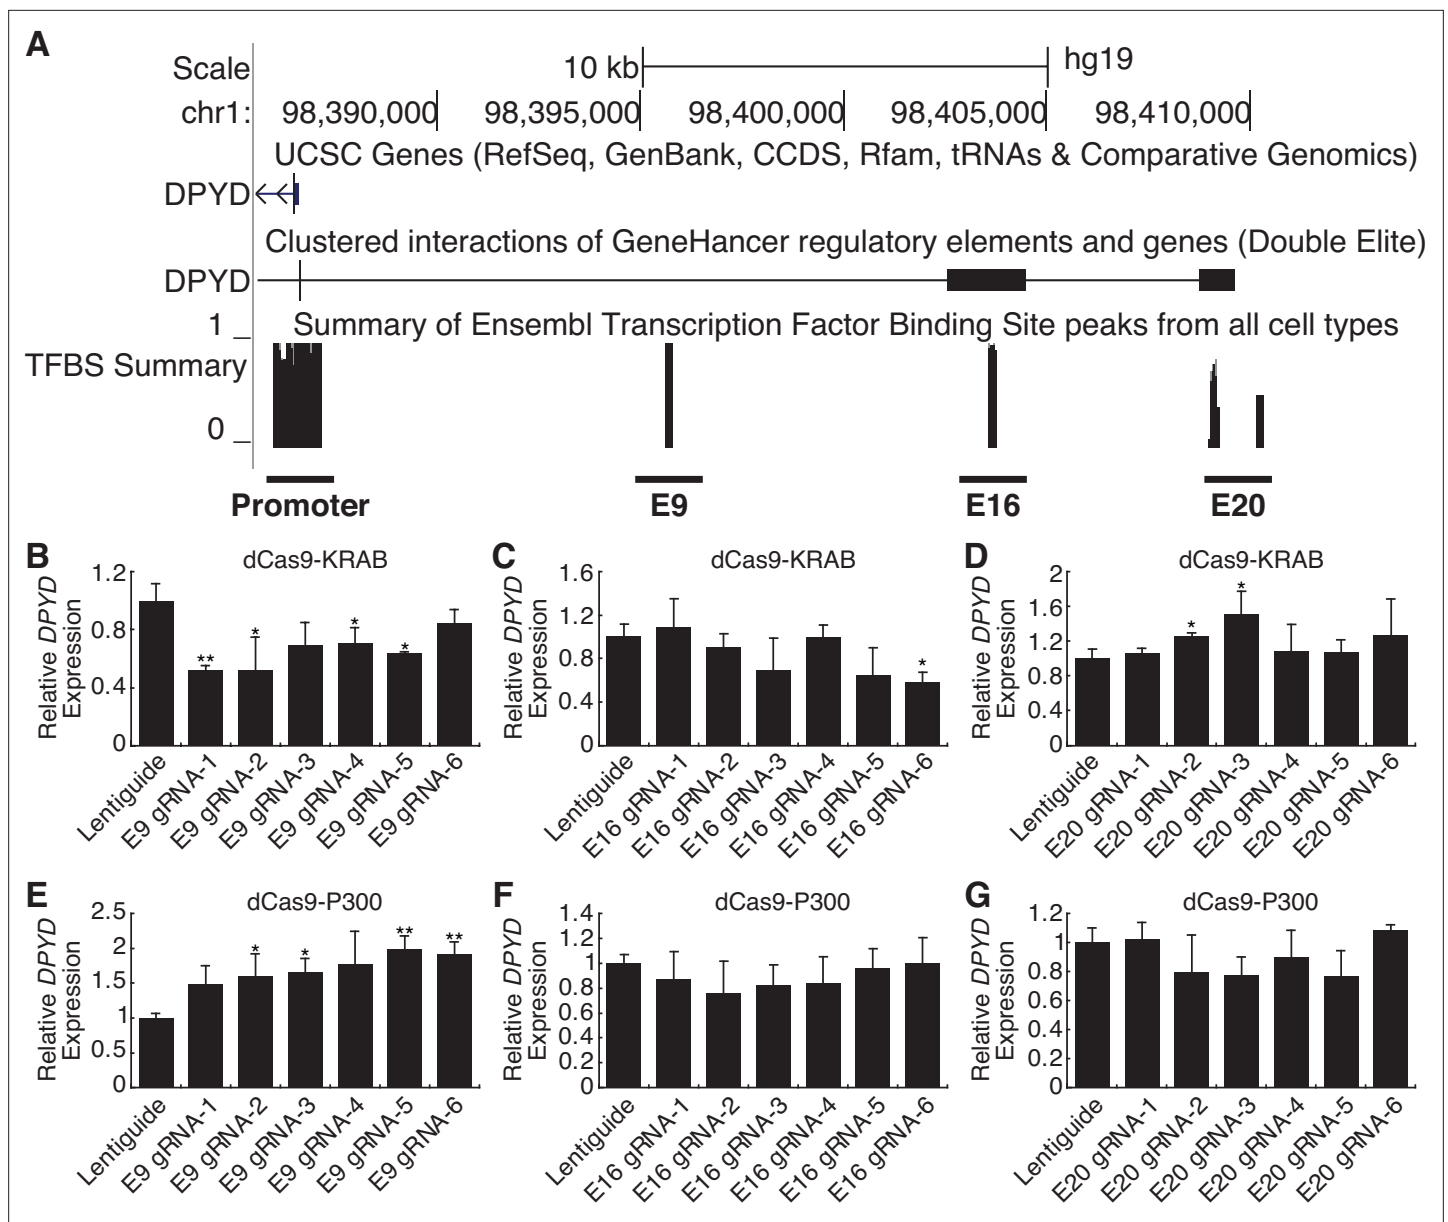 A
Scale 10 kb hg19
chr1: 98,390,000 98,395,000 98,400,000 98,405,000 98,410,000
UCSC Genes (RefSeq, GenBank, CCDS, Rfam, tRNAs & Comparative Genomics)
DPYD
Clustered interactions of GeneHancer regulatory elements and genes (Double Elite)
DPYD
1 _ Summary of Ensembl Transcription Factor Binding Site peaks from all cell types
TFBS Summary
0 _
Promoter E9 E16 E20
B
dCas9-KRAB
Relative DPYD
Expression
1.2
0.8
0.4
0
** * * *
Lentiguide
E9 gRNA-1
E9 gRNA-2
E9 gRNA-3
E9 gRNA-4
E9 gRNA-5
E9 gRNA-6
C
dCas9-KRAB
Relative DPYD
Expression
1.6
1.2
0.8
0.4
0
*
Lentiguide
E16 gRNA-1
E16 gRNA-2
E16 gRNA-3
E16 gRNA-4
E16 gRNA-5
E16 gRNA-6
D
dCas9-KRAB
Relative DPYD
Expression
2
1.6
1.2
0.8
0.4
0
* *
Lentiguide
E20 gRNA-1
E20 gRNA-2
E20 gRNA-3
E20 gRNA-4
E20 gRNA-5
E20 gRNA-6
E
dCas9-P300
Relative DPYD
Expression
2.5
2
1.5
1
0.5
0
* * ** **
Lentiguide
E9 gRNA-1
E9 gRNA-2
E9 gRNA-3
E9 gRNA-4
E9 gRNA-5
E9 gRNA-6
F
dCas9-P300
Relative DPYD
Expression
1.4
1.2
1
0.8
0.6
0.4
0.2
0
Lentiguide
E16 gRNA-1
E16 gRNA-2
E16 gRNA-3
E16 gRNA-4
E16 gRNA-5
E16 gRNA-6
G
dCas9-P300
Relative DPYD
Expression
1.2
1
0.8
0.6
0.4
0.2
0
Lentiguide
E20 gRNA-1
E20 gRNA-2
E20 gRNA-3
E20 gRNA-4
E20 gRNA-5
E20 gRNA-6